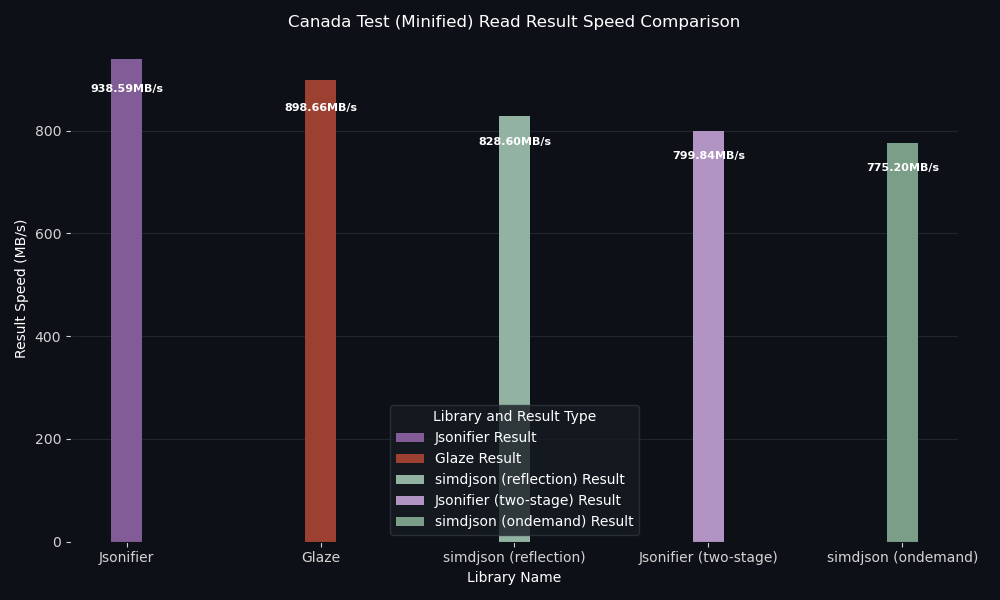 Canada Test (Minified) Read Result Speed Comparison
938.59MB/s
898.66MB/s
828.60MB/s
799.84MB/s
775.20MB/s
Result Speed (MB/s)
800
600
400
200
0
Library and Result Type
Jsonifier Result
Glaze Result
simdjson (reflection) Result
Jsonifier (two-stage) Result
simdjson (ondemand) Result
Jsonifier
Glaze
simdjson (reflection)
Jsonifier (two-stage)
simdjson (ondemand)
Library Name